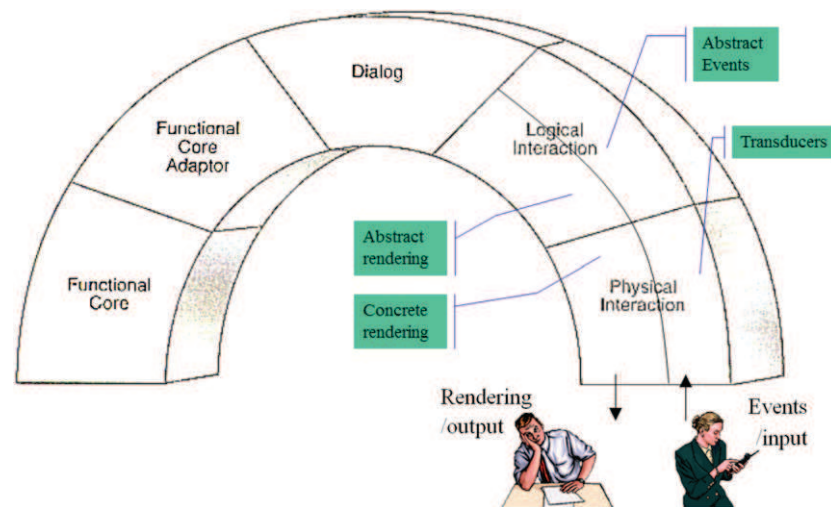 Dialog
Abstract
Events
Functional
Core
Adaptor
Logical
Interaction
Transducers
Abstract
rendering
Functional
Core
Concrete
rendering
Physical
Interaction
Rendering
/output
Events
/input